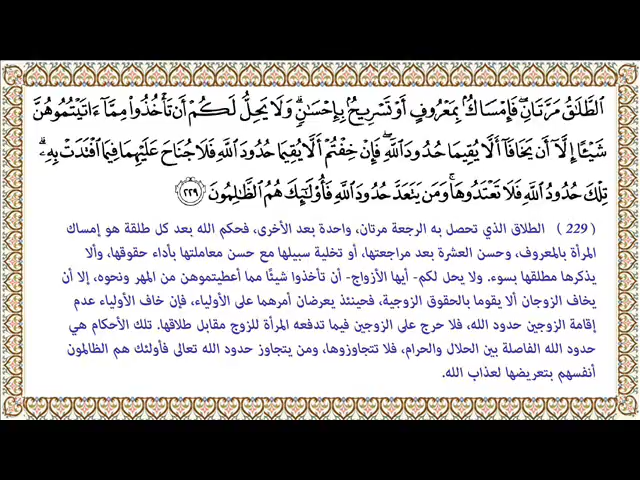 ٱلطَّلَٰقُ مَرَّتَانِۖ فَإِمۡسَاكُۢ بِمَعۡرُوفٍ أَوۡ تَسۡرِيحُۢ بِإِحۡسَٰنٖۗ وَلَا يَحِلُّ لَكُمۡ أَن تَأۡخُذُواْ مِمَّآ ءَاتَيۡتُمُوهُنَّ
شَيۡـًٔا إِلَّآ أَن يَخَافَآ أَلَّا يُقِيمَا حُدُودَ ٱللَّهِۖ فَإِنۡ خِفۡتُمۡ أَلَّا يُقِيمَا حُدُودَ ٱللَّهِ فَلَا جُنَاحَ عَلَيۡهِمَا فِيمَا ٱفۡتَدَتۡ بِهِۦۗ
تِلۡكَ حُدُودُ ٱللَّهِ فَلَا تَعۡتَدُوهَاۚ وَمَن يَتَعَدَّ حُدُودَ ٱللَّهِ فَأُوْلَٰٓئِكَ هُمُ ٱلظَّٰلِمُونَ ٢٢٩
( 229 ) الطلاق الذي تحصل به الرجعة مرتان، واحدة بعد الأخرى، فحكم الله بعد كل طلقة هو إمساك
المرأة بالمعروف، وحسن العشرة بعد مراجعتها، أو تخلية سبيلها مع حسن معاملتها بأداء حقوقها، وألا
يذكرها مطلقها بسوء. ولا يحل لكم- أيها الأزواج- أن تأخذوا شيئًا مما أعطيتموهن من المهر ونحوه، إلا أن
يخاف الزوجان ألا يقوما بالحقوق الزوجية، فحينئذ يعرضان أمرهما على الأولياء، فإن خاف الأولياء عدم
إقامة الزوجين حدود الله، فلا حرج على الزوجين فيما تدفعه المرأة للزوج مقابل طلاقها. تلك الأحكام هي
حدود الله الفاصلة بين الحلال والحرام، فلا تتجاوزوها، ومن يتجاوز حدود الله تعالى فأولئك هم الظالمون
أنفسهم بتعريضها لعذاب الله.